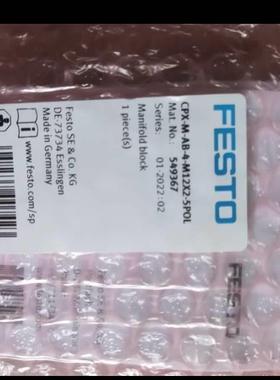 FESTO
CPX-M-AB-4-M12X2-5POL
Mat. No.: 549367
Series: 01-2022-02
Manifold block
1 piece(s)
Festo SE & Co. KG
DE-73734 Esslingen
Made in Germany
www.festo.com/sp
FESTO